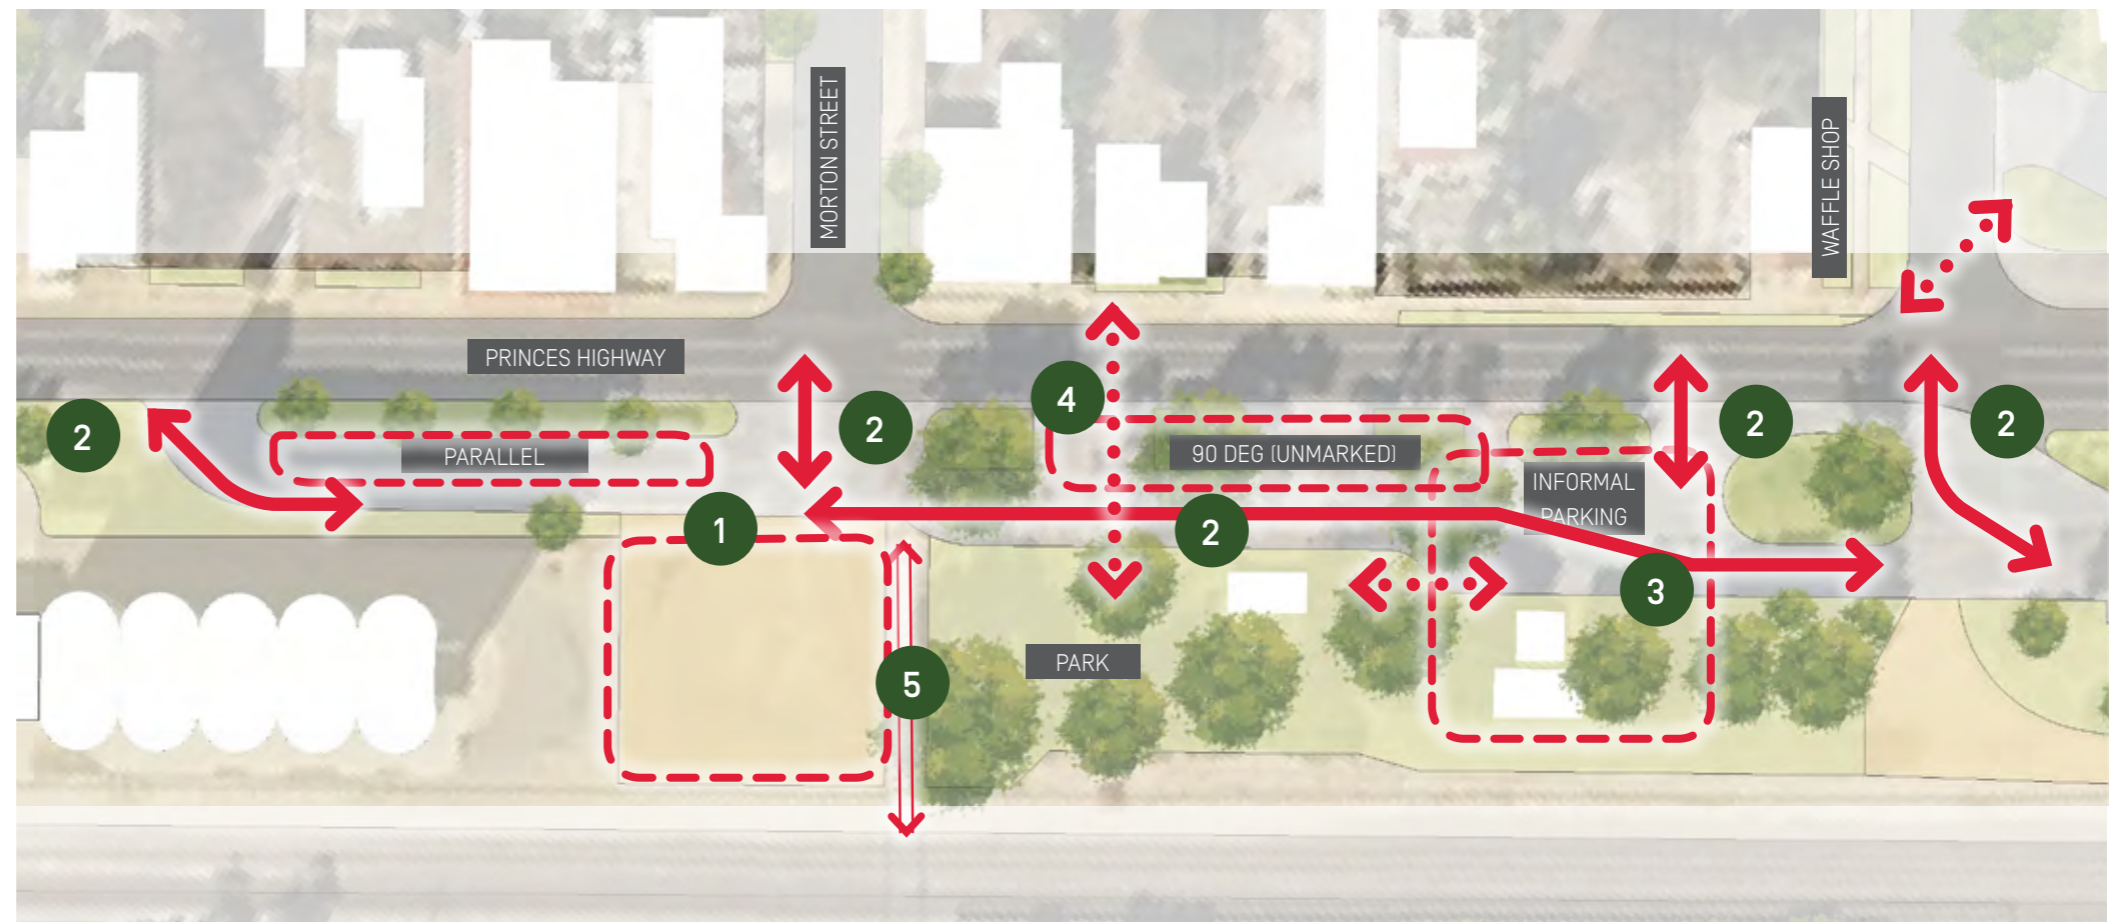 MORTON STREET
WAFFLE SHOP
PRINCES HIGHWAY
2
PARALLEL
2
4
90 DEG (UNMARKED)
2
2
INFORMAL
PARKING
1
2
3
PARK
5